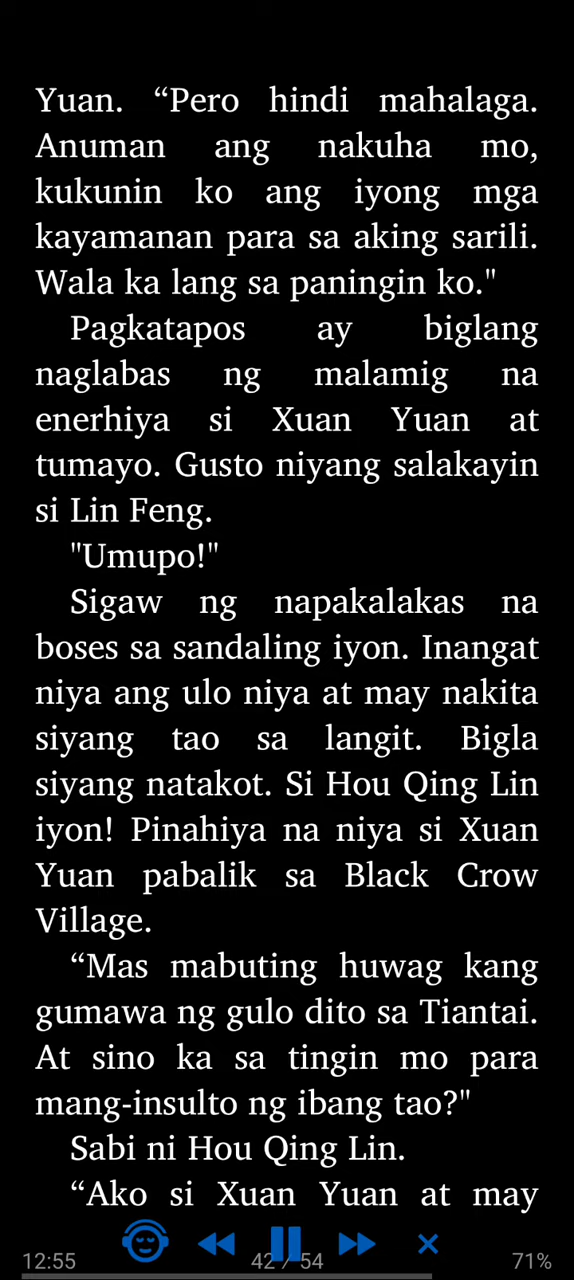 Yuan. “Pero hindi mahalaga.
Anuman ang nakuha mo,
kukunin ko ang iyong mga
kayamanan para sa aking sarili.
Wala ka lang sa paningin ko."
Pagkatapos ay biglang
naglabas ng malamig na
enerhiya si Xuan Yuan at
tumayo. Gusto niyang salakayin
si Lin Feng.
"Umupo!"
Sigaw ng napakalakas na
boses sa sandaling iyon. Inangat
niya ang ulo niya at may nakita
siyang tao sa langit. Bigla
siyang natakot. Si Hou Qing Lin
iyon! Pinahiya na niya si Xuan
Yuan pabalik sa Black Crow
Village.
“Mas mabuting huwag kang
gumawa ng gulo dito sa Tiantai.
At sino ka sa tingin mo para
mang-insulto ng ibang tao?"
Sabi ni Hou Qing Lin.
“Ako si Xuan Yuan at may
12:55 42 / 54 71%